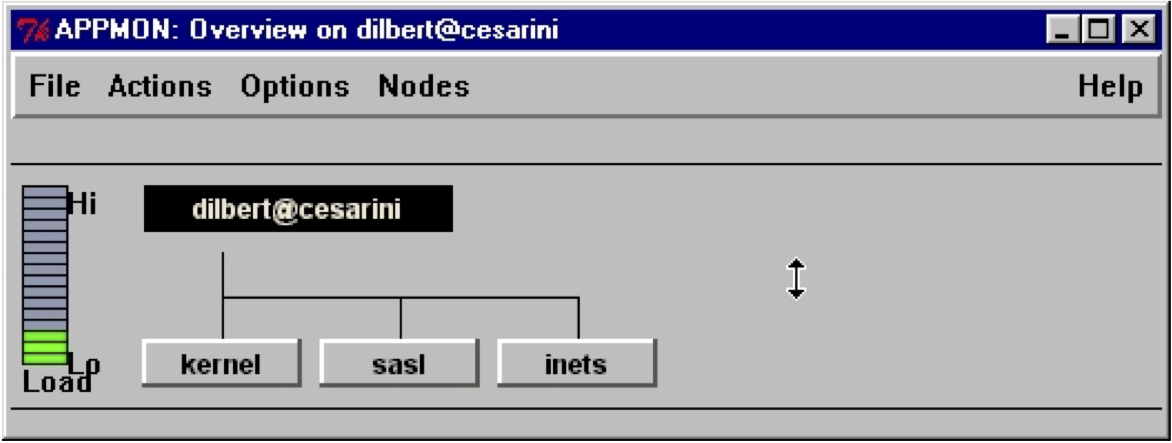 APPMON: Overview on dilbert@cesarini
File Actions Options Nodes Help
Hi
dilbert@cesarini
Lo
Load
kernel sasl inets